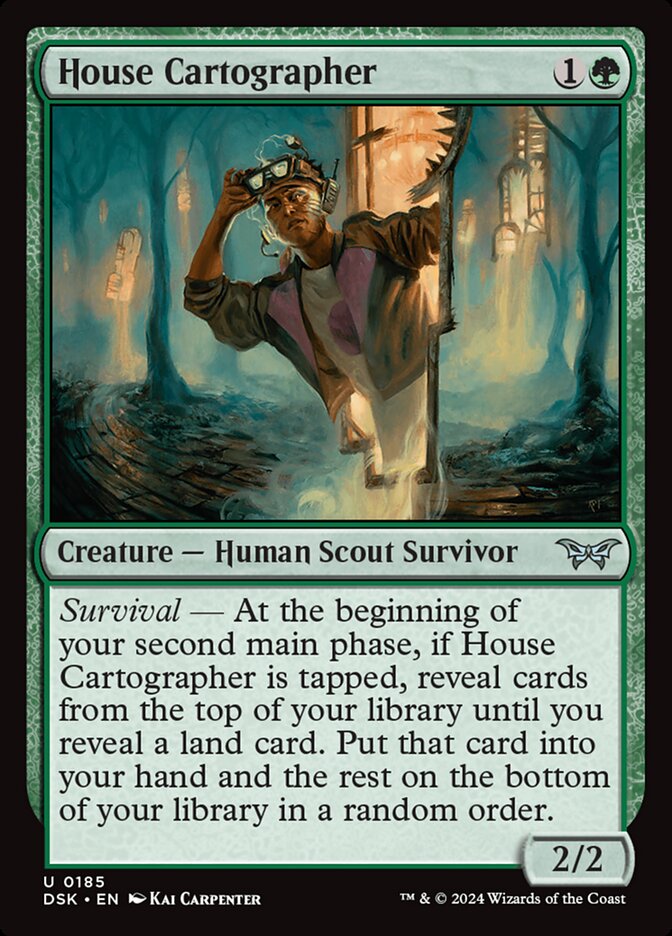 House Cartographer 1
Creature — Human Scout Survivor
Survival — At the beginning of
your second main phase, if House
Cartographer is tapped, reveal cards
from the top of your library until you
reveal a land card. Put that card into
your hand and the rest on the bottom
of your library in a random order.
2/2
U 0185
DSK • EN Kai Carpenter
™ & © 2024 Wizards of the Coast